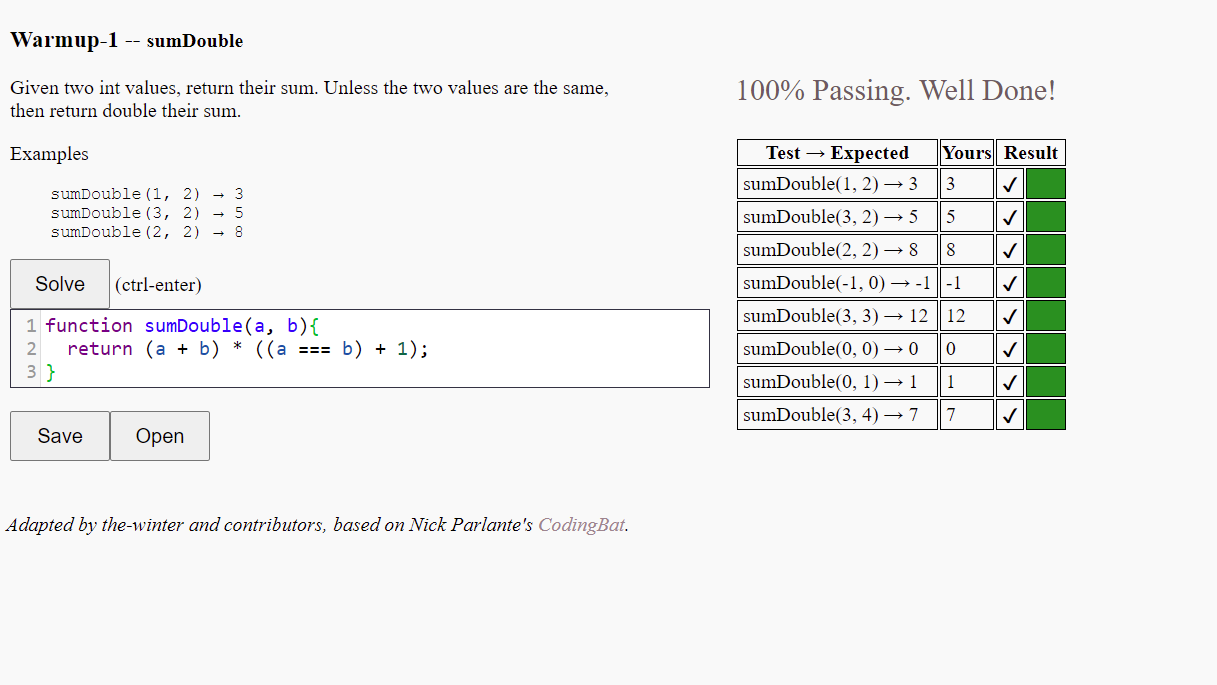 Warmup-1 -- sumDouble
Given two int values, return their sum. Unless the two values are the same,
then return double their sum.
Examples
sumDouble(1, 2) → 3
sumDouble(3, 2) → 5
sumDouble(2, 2) → 8
Solve (ctrl-enter)
1 function sumDouble(a, b){
2   return (a + b) * ((a === b) + 1);
3 }
Save Open
100% Passing. Well Done!
Test → Expected Yours Result
sumDouble(1, 2) → 3 3 ✓
sumDouble(3, 2) → 5 5 ✓
sumDouble(2, 2) → 8 8 ✓
sumDouble(-1, 0) → -1 -1 ✓
sumDouble(3, 3) → 12 12 ✓
sumDouble(0, 0) → 0 0 ✓
sumDouble(0, 1) → 1 1 ✓
sumDouble(3, 4) → 7 7 ✓
Adapted by the-winter and contributors, based on Nick Parlante's CodingBat.